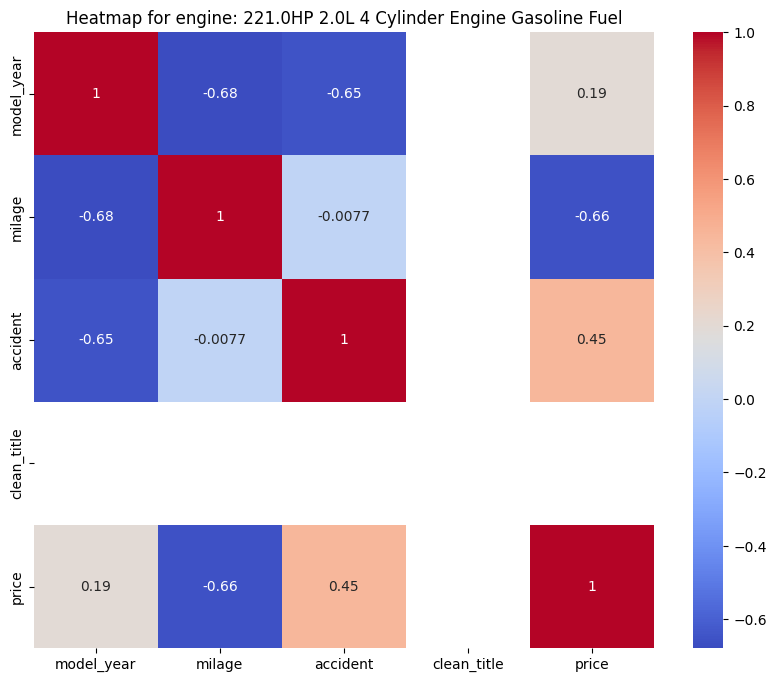 Heatmap for engine: 221.0HP 2.0L 4 Cylinder Engine Gasoline Fuel
model_year
1
-0.68
-0.65
0.19
milage
-0.68
1
-0.0077
-0.66
accident
-0.65
-0.0077
1
0.45
clean_title
price
0.19
-0.66
0.45
1
model_year
milage
accident
clean_title
price
1.0
0.8
0.6
0.4
0.2
0.0
−0.2
−0.4
−0.6